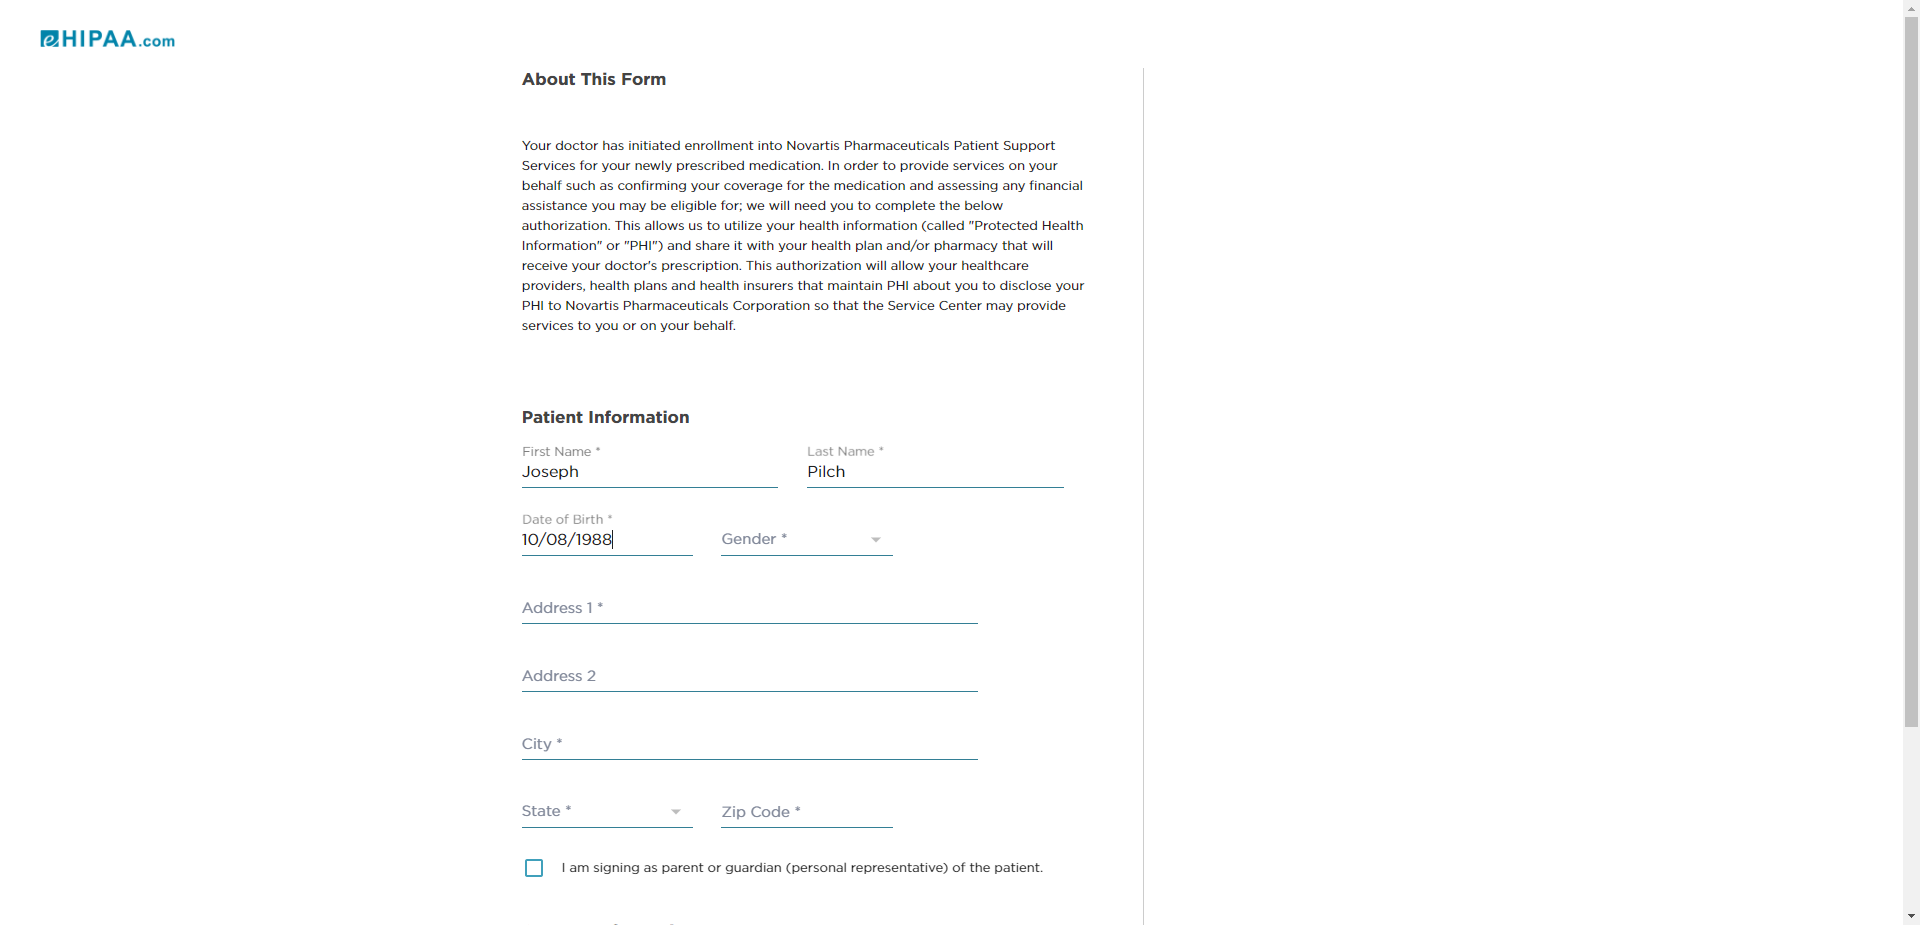 eHIPAA.com
About This Form
Your doctor has initiated enrollment into Novartis Pharmaceuticals Patient Support
Services for your newly prescribed medication. In order to provide services on your
behalf such as confirming your coverage for the medication and assessing any financial
assistance you may be eligible for; we will need you to complete the below
authorization. This allows us to utilize your health information (called "Protected Health
Information" or "PHI") and share it with your health plan and/or pharmacy that will
receive your doctor's prescription. This authorization will allow your healthcare
providers, health plans and health insurers that maintain PHI about you to disclose your
PHI to Novartis Pharmaceuticals Corporation so that the Service Center may provide
services to you or on your behalf.
Patient Information
First Name * Last Name *
Joseph Pilch
Date of Birth *
10/08/1988 Gender *
Address 1 *
Address 2
City *
State * Zip Code *
I am signing as parent or guardian (personal representative) of the patient.